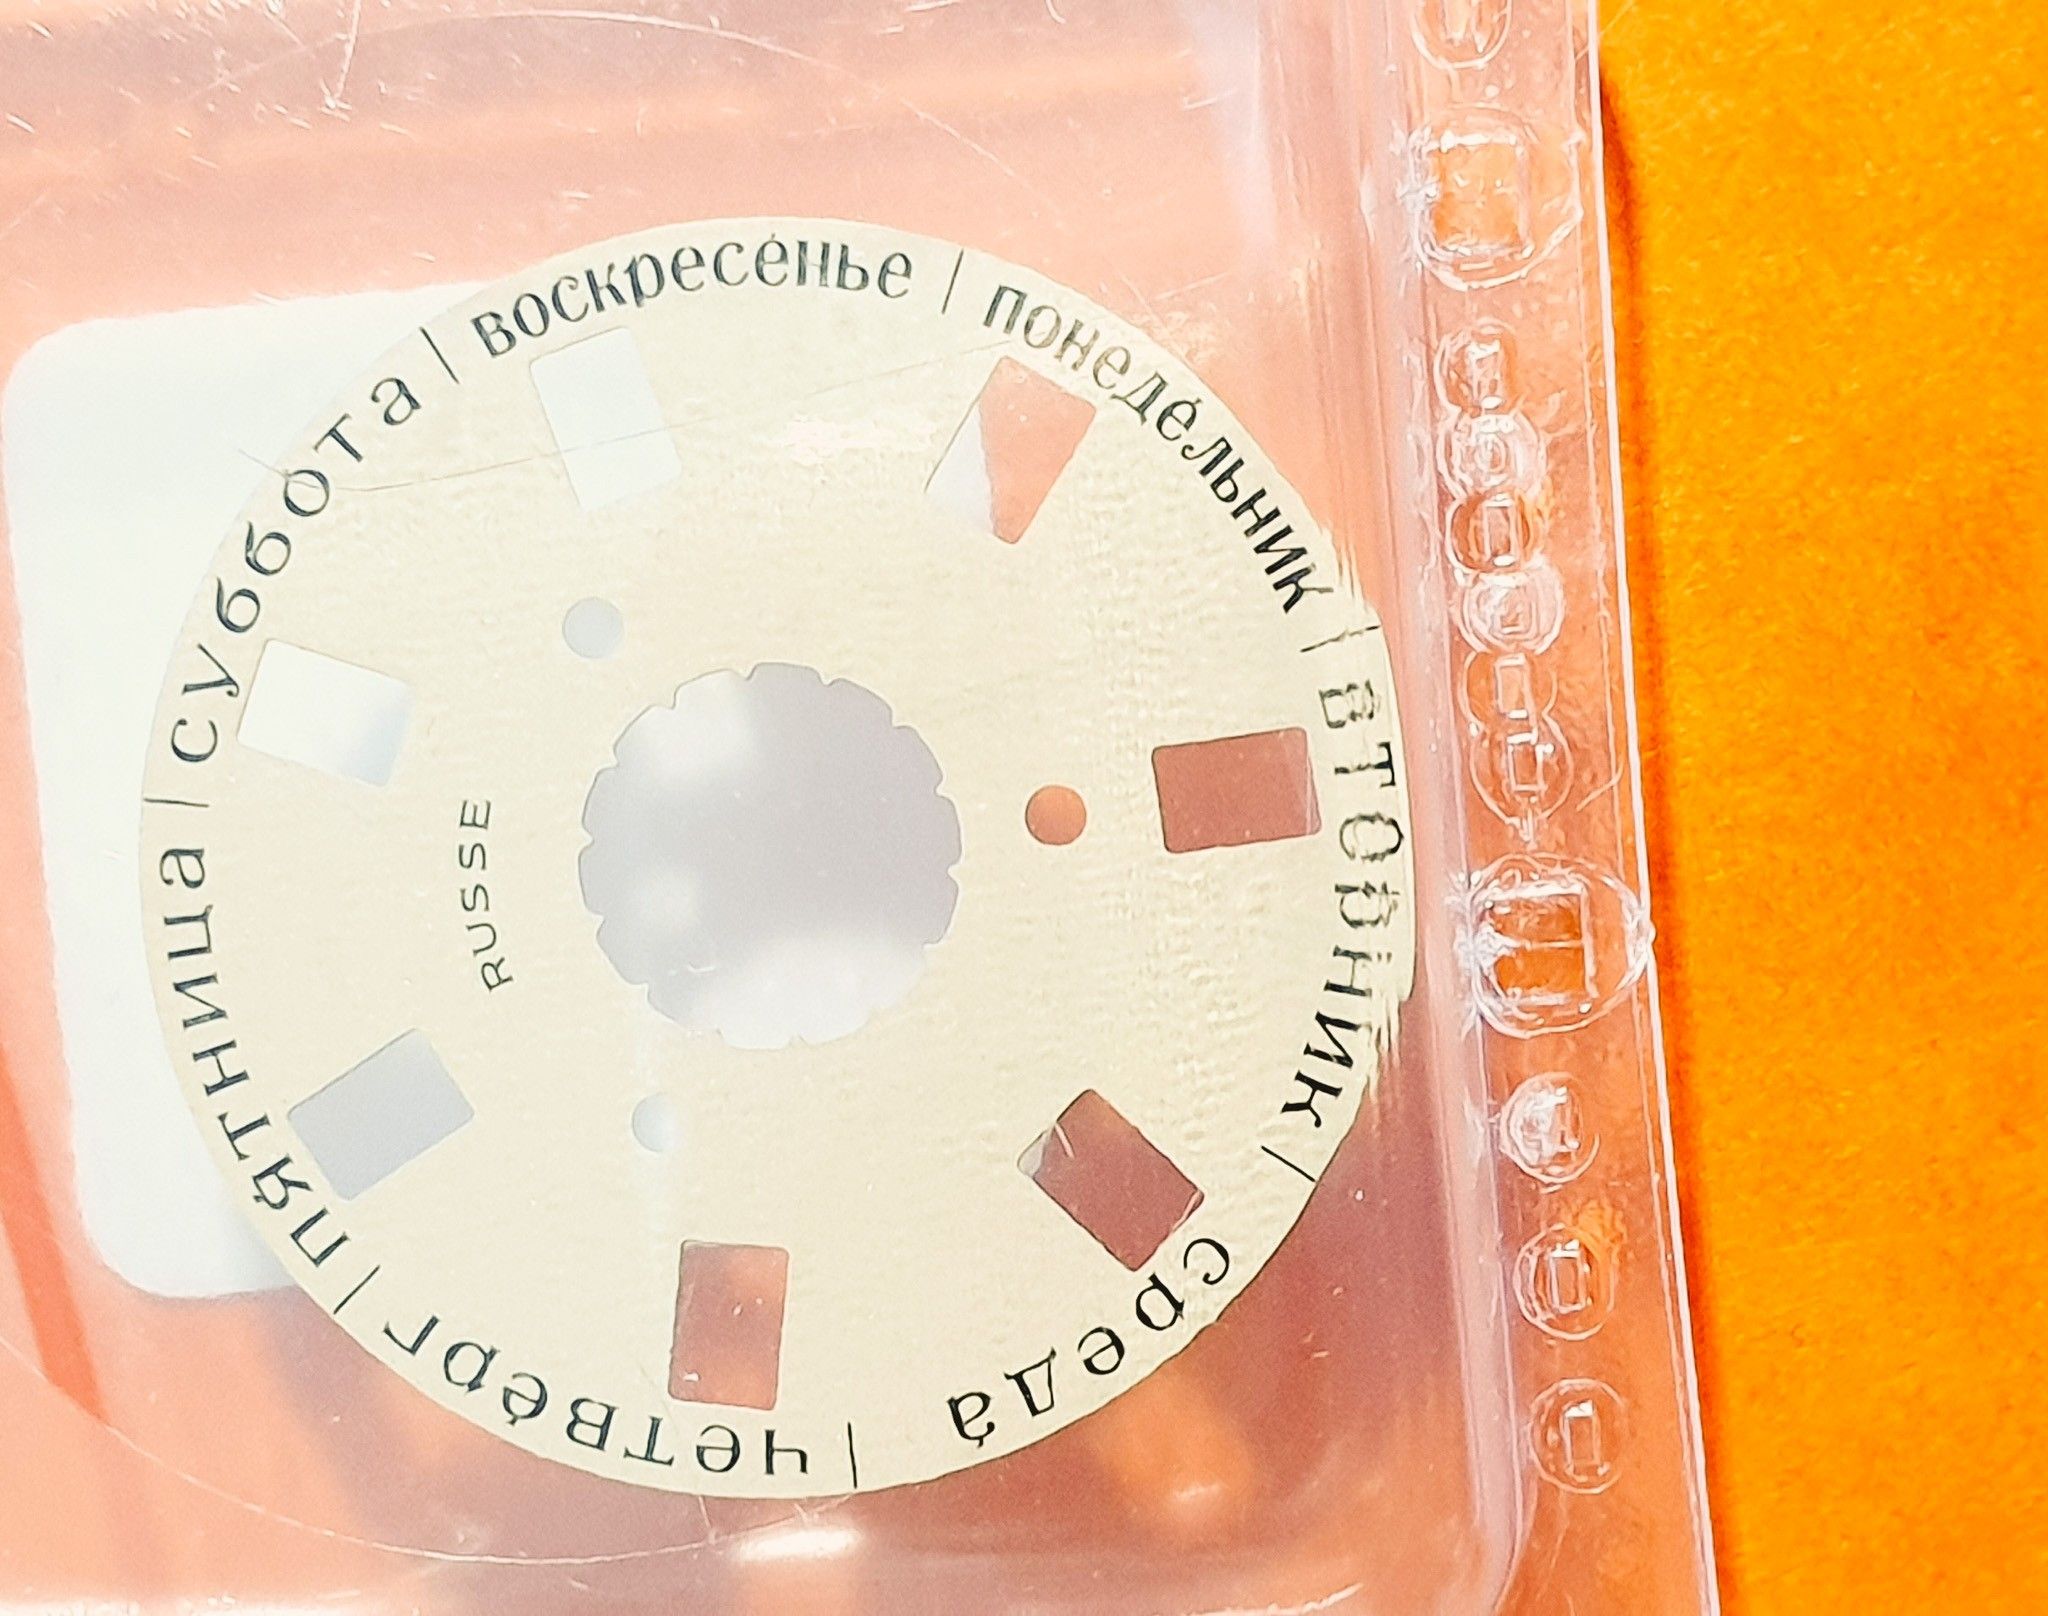 понеде́льник | вто́рник | среда́ | четве́рг | пя́тница | суббо́та | воскресе́нье |
RUSSE